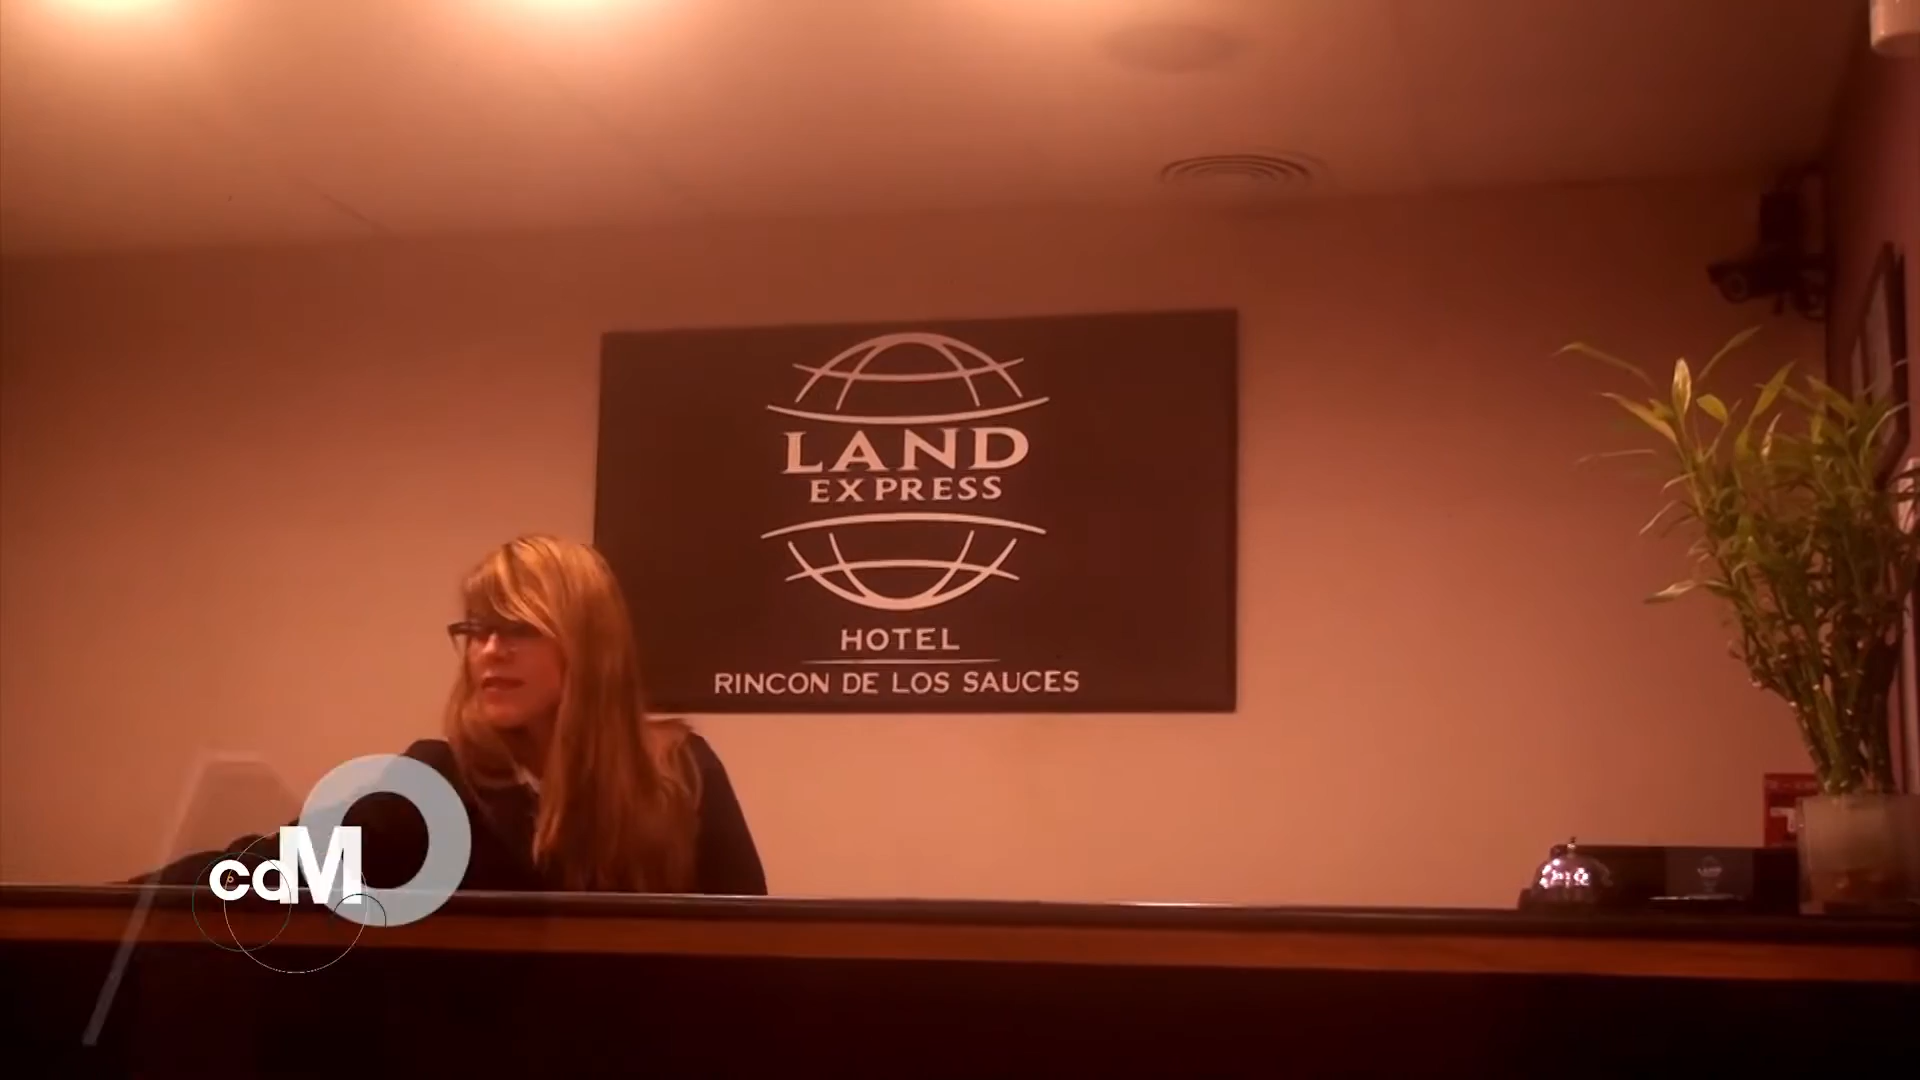 LAND
EXPRESS
HOTEL
RINCON DE LOS SAUCES
cdM